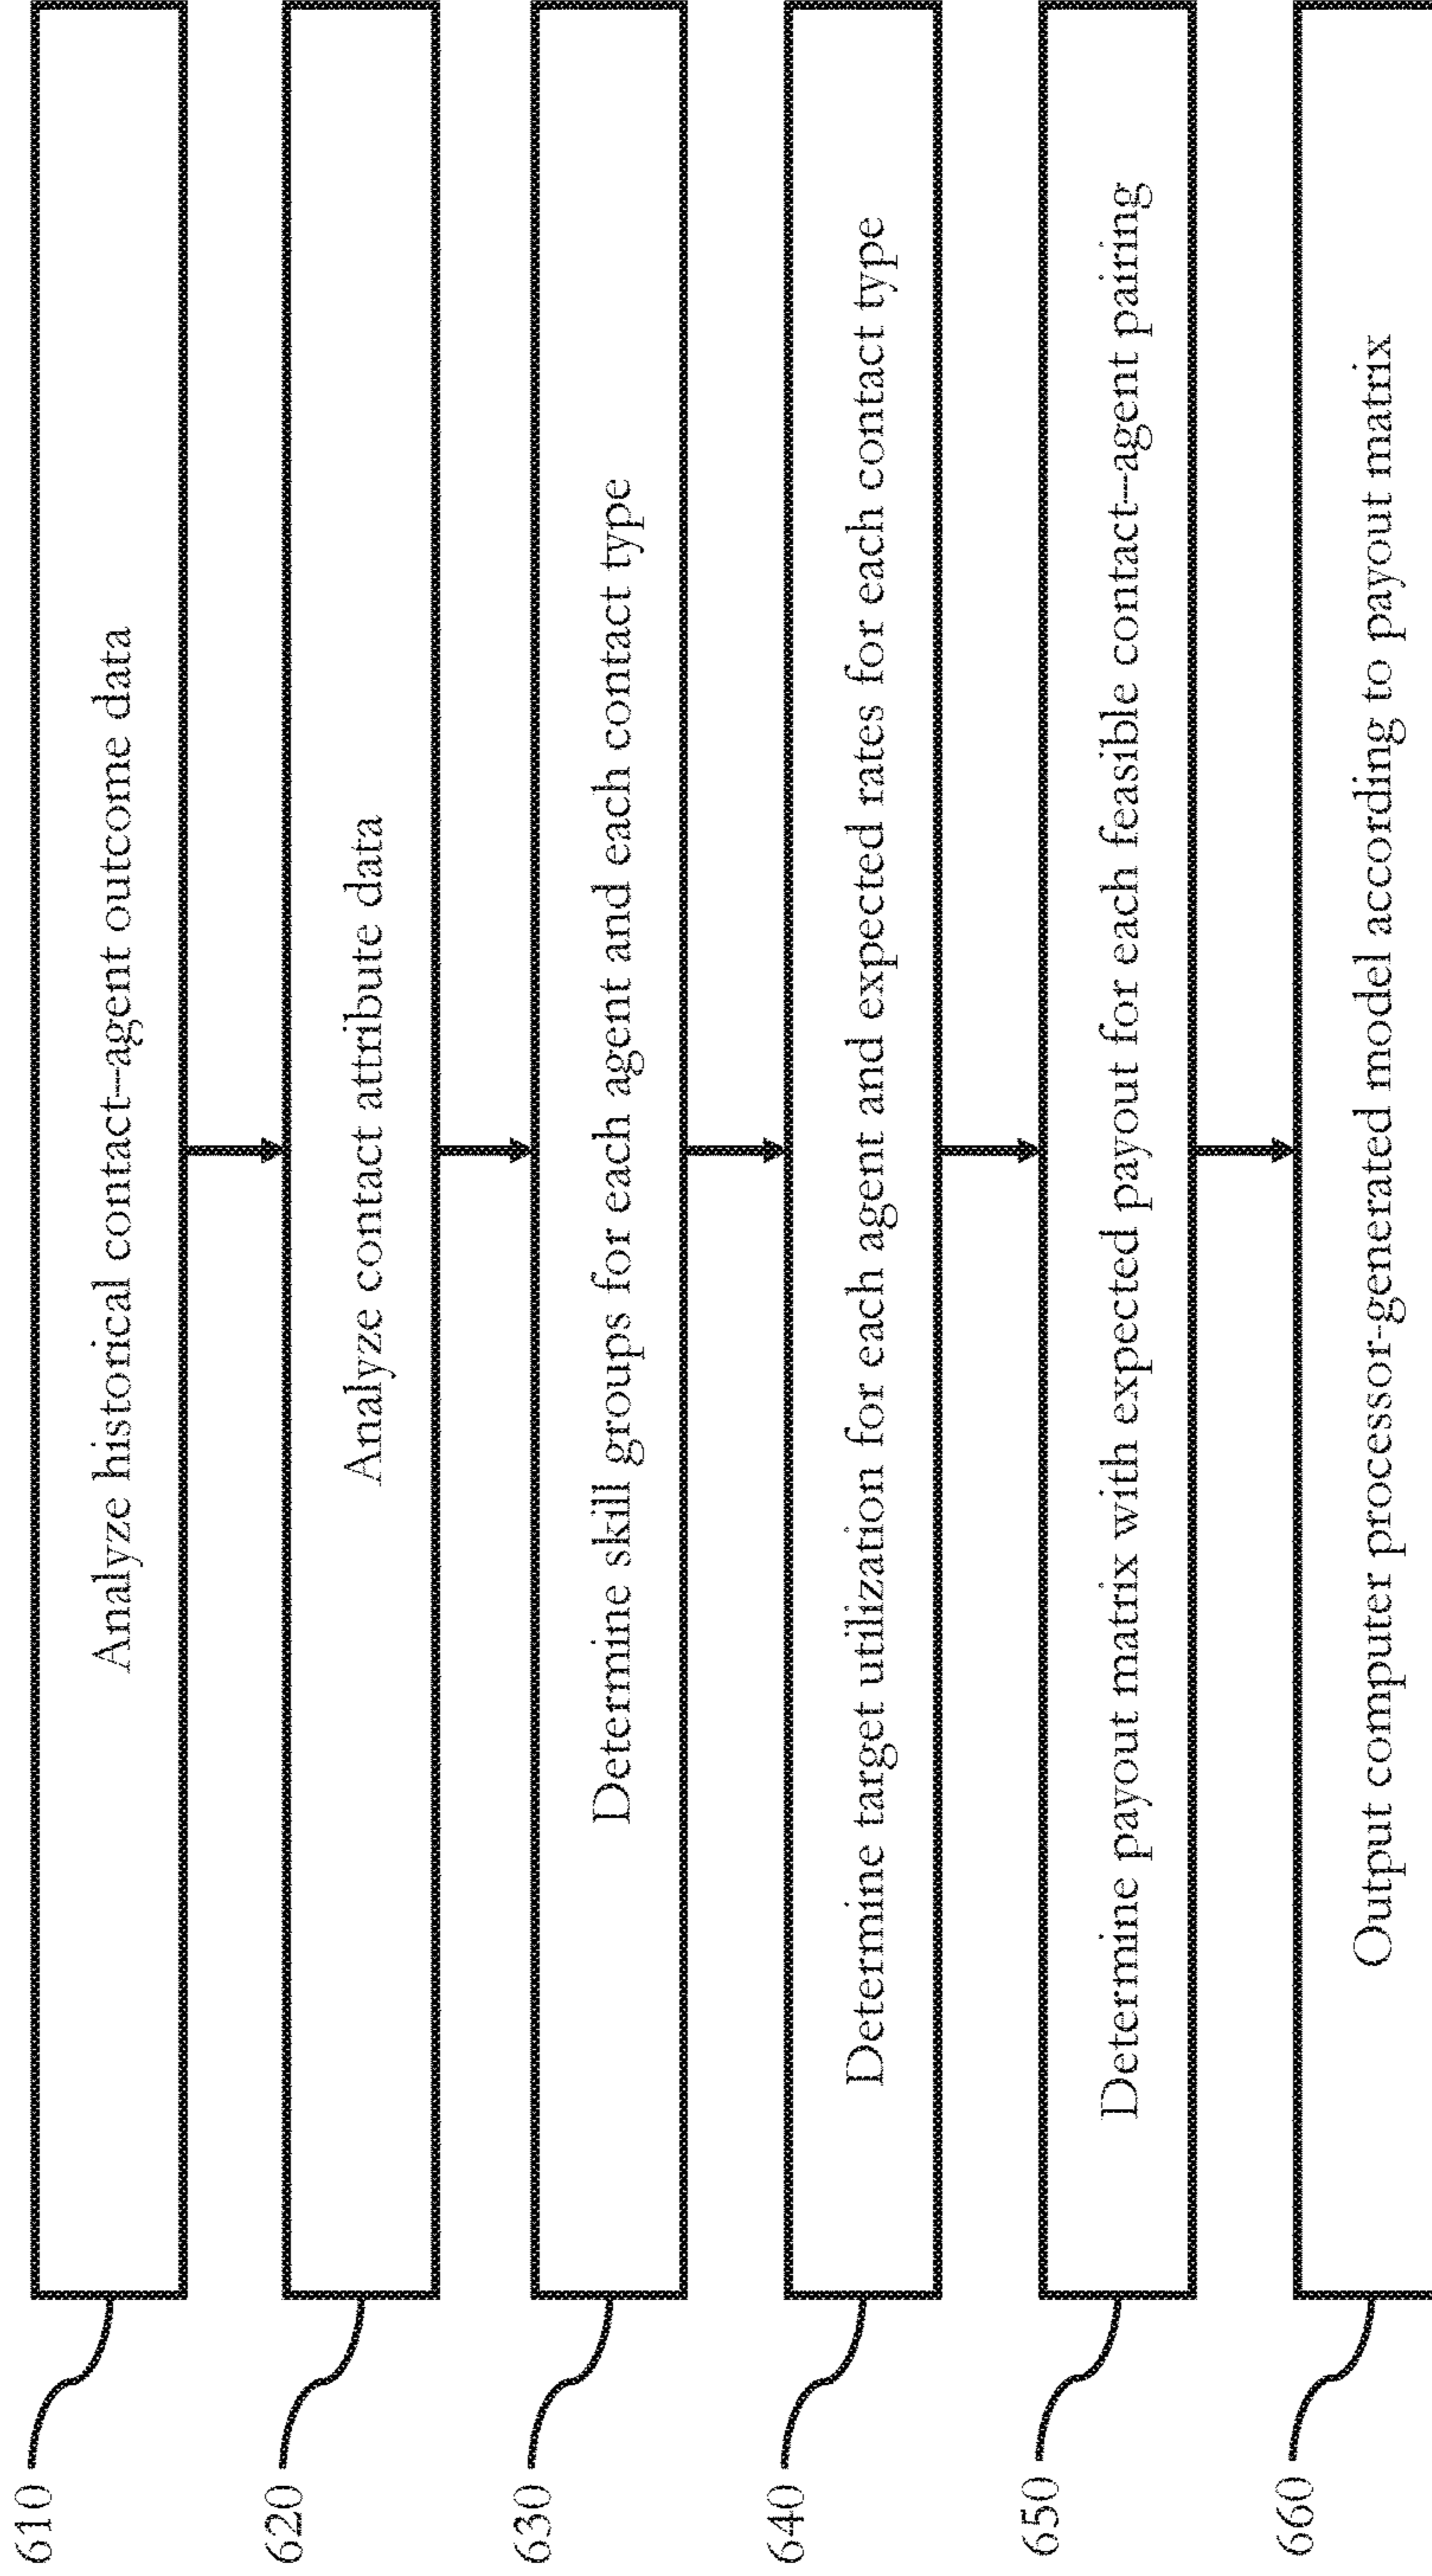 610
Analyze historical contact--agent outcome data
620
Analyze contact attribute data
630
Determine skill groups for each agent and each contact type
640
Determine target utilization for each agent and expected rates for each contact type
650
Determine payout matrix with expected payout for each feasible contact--agent pairing
660
Output computer processor-generated model according to payout matrix